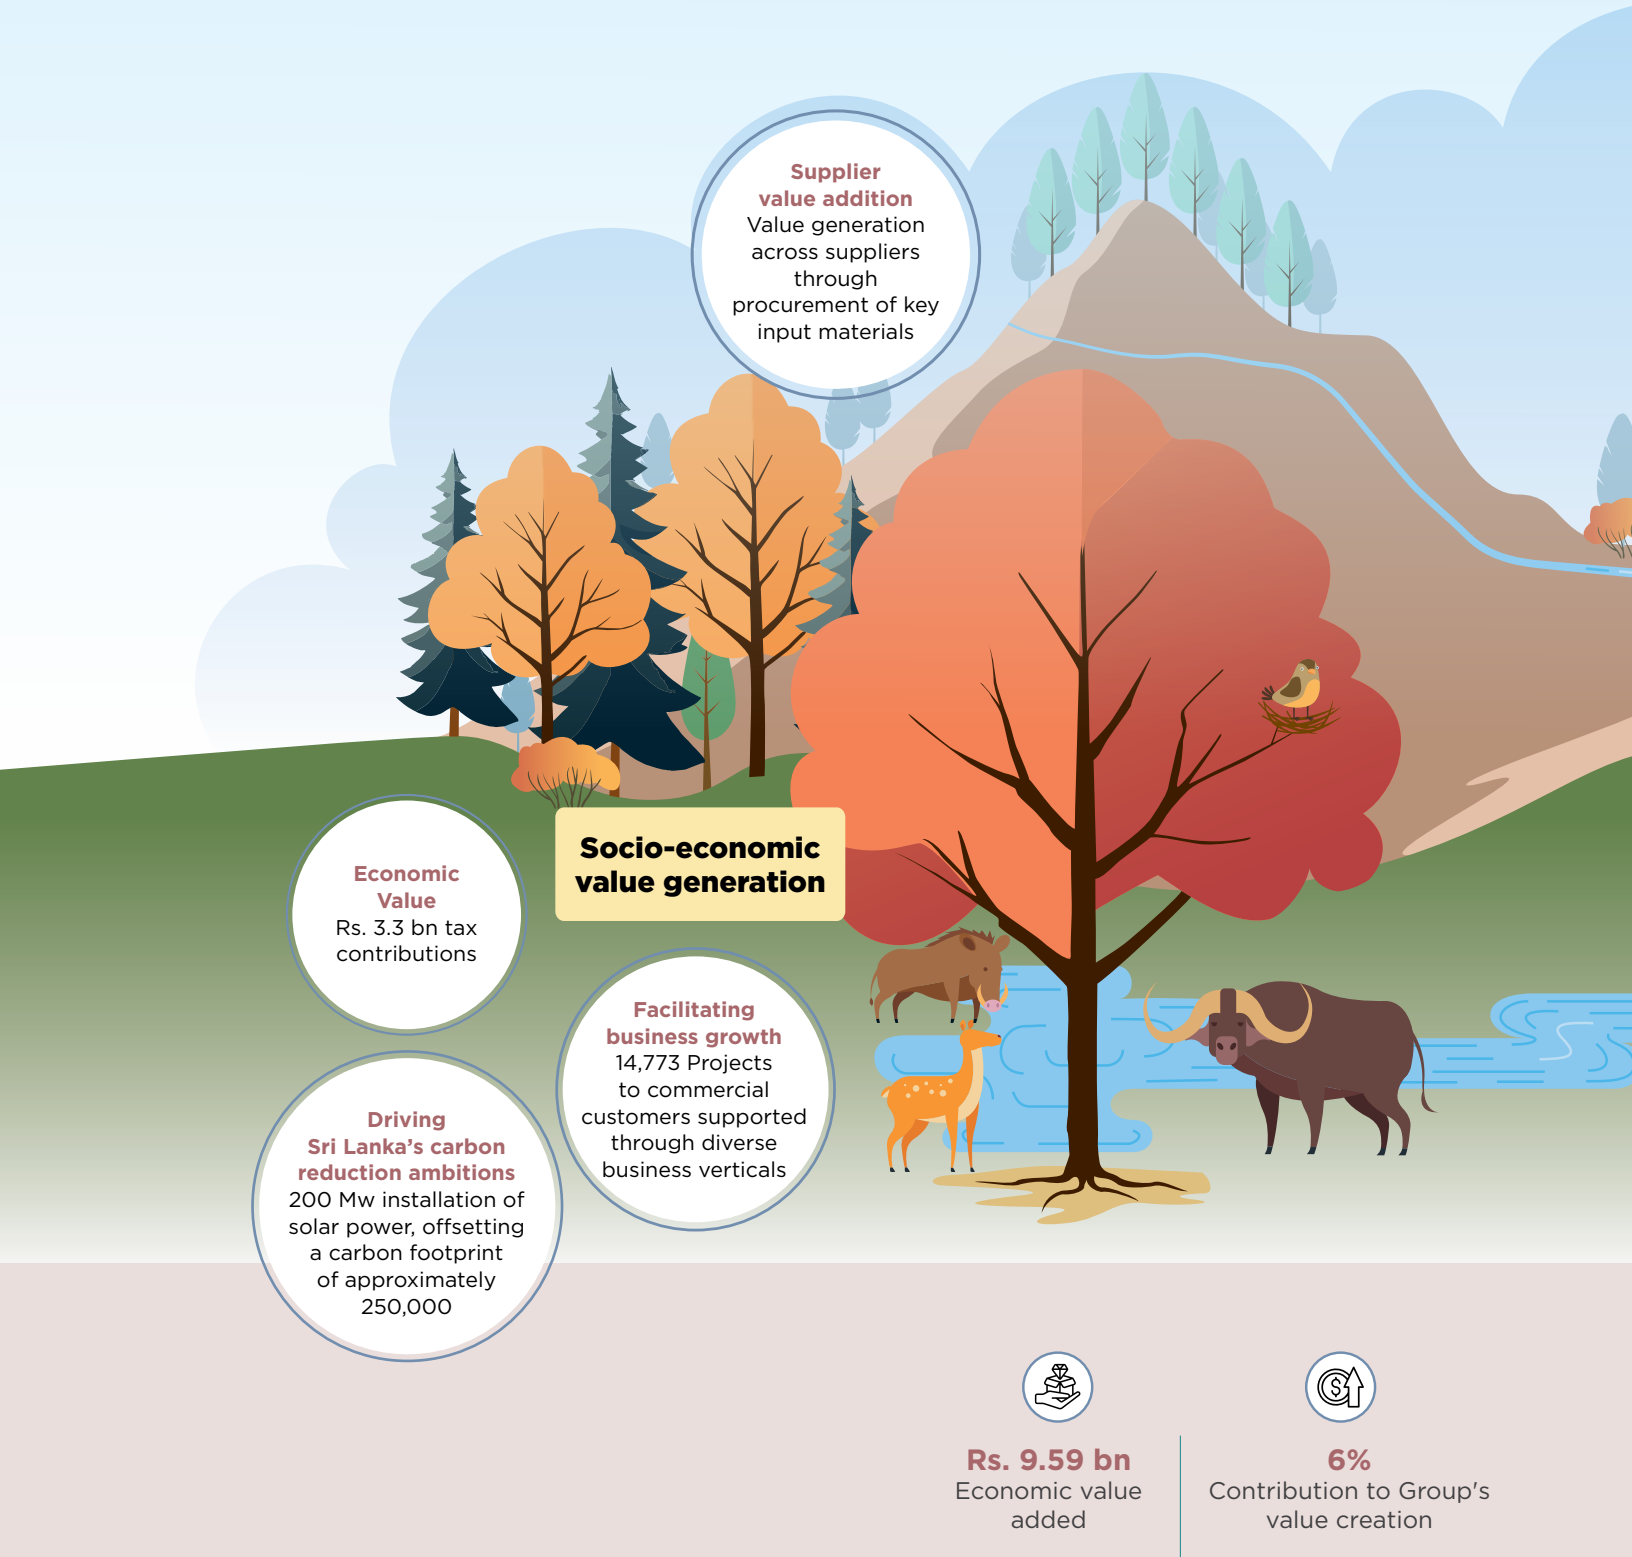 Supplier
value addition
Value generation
across suppliers
through
procurement of key
input materials
Socio-economic
value generation
Economic
Value
Rs. 3.3 bn tax
contributions
Facilitating
business growth
14,773 Projects
to commercial
customers supported
through diverse
business verticals
Driving
Sri Lanka’s carbon
reduction ambitions
200 Mw installation of
solar power, offsetting
a carbon footprint
of approximately
250,000
Rs. 9.59 bn
Economic value
added
6%
Contribution to Group's
value creation